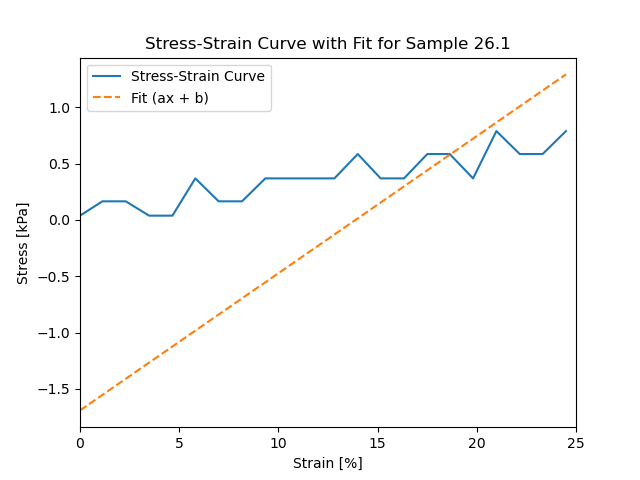 Stress-Strain Curve with Fit for Sample 26.1
Stress-Strain Curve
Fit (ax + b)
1.0
0.5
0.0
−0.5
−1.0
−1.5
Stress [kPa]
0 5 10 15 20 25
Strain [%]